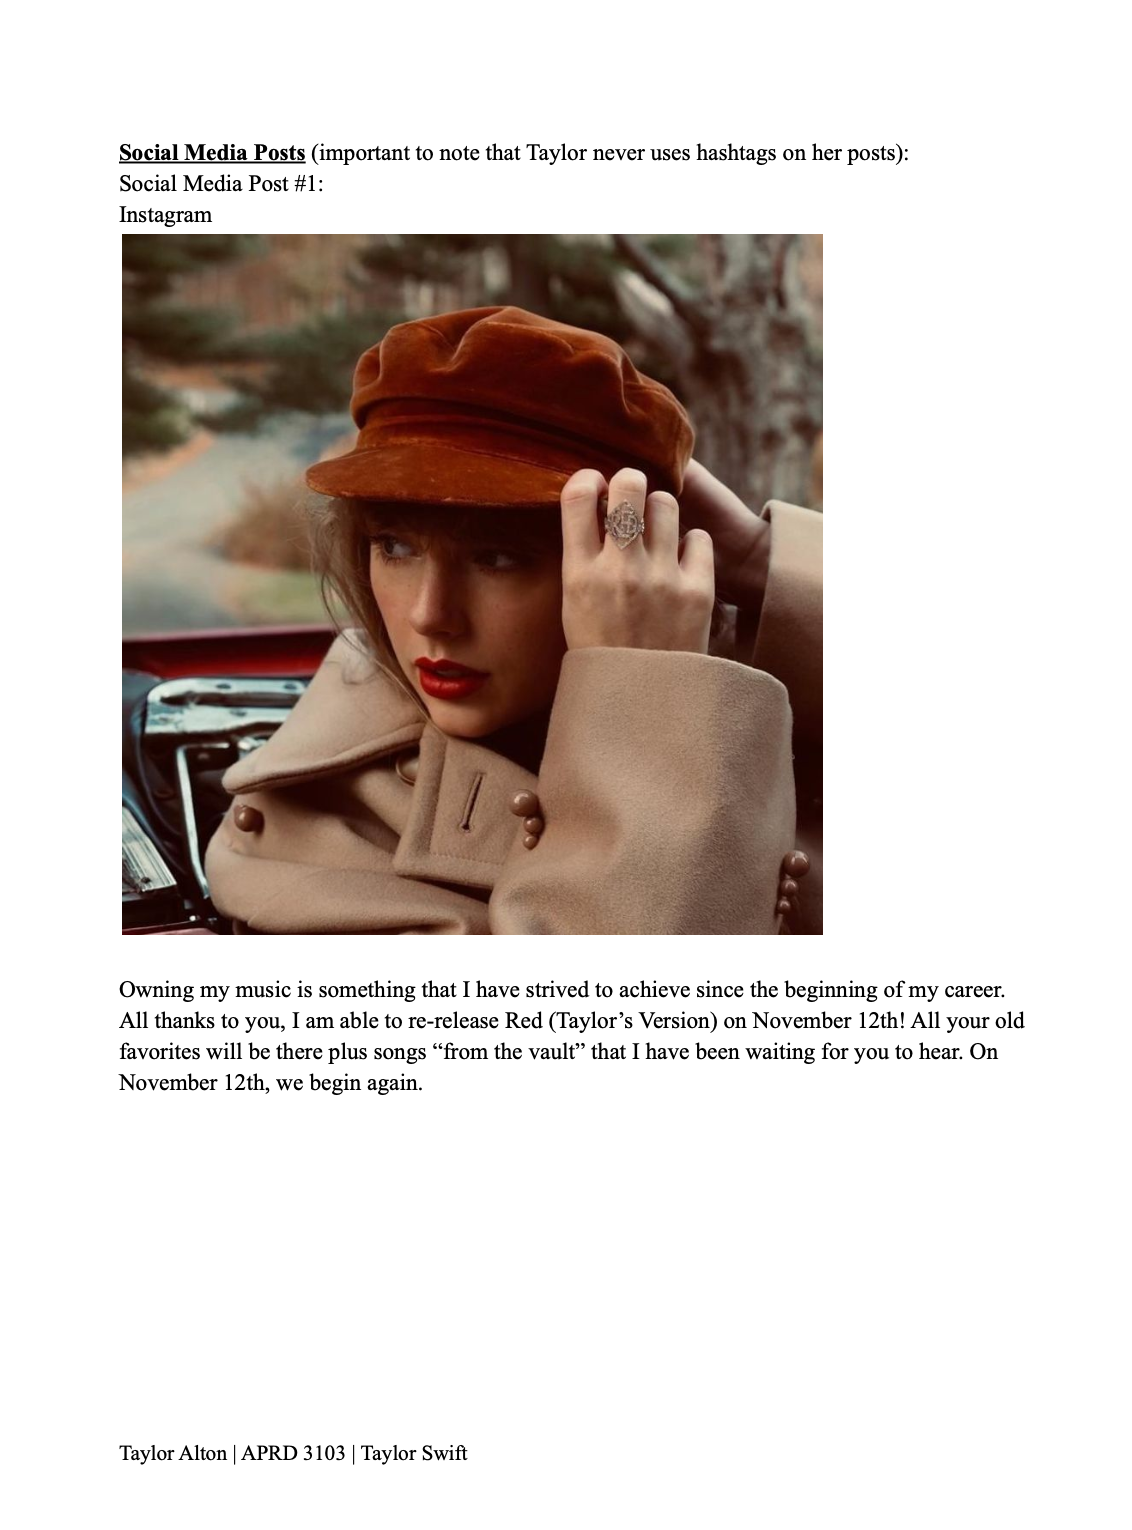 Social Media Posts (important to note that Taylor never uses hashtags on her posts):
Social Media Post #1:
Instagram
Owning my music is something that I have strived to achieve since the beginning of my career.
All thanks to you, I am able to re-release Red (Taylor’s Version) on November 12th! All your old
favorites will be there plus songs “from the vault” that I have been waiting for you to hear. On
November 12th, we begin again.
Taylor Alton | APRD 3103 | Taylor Swift